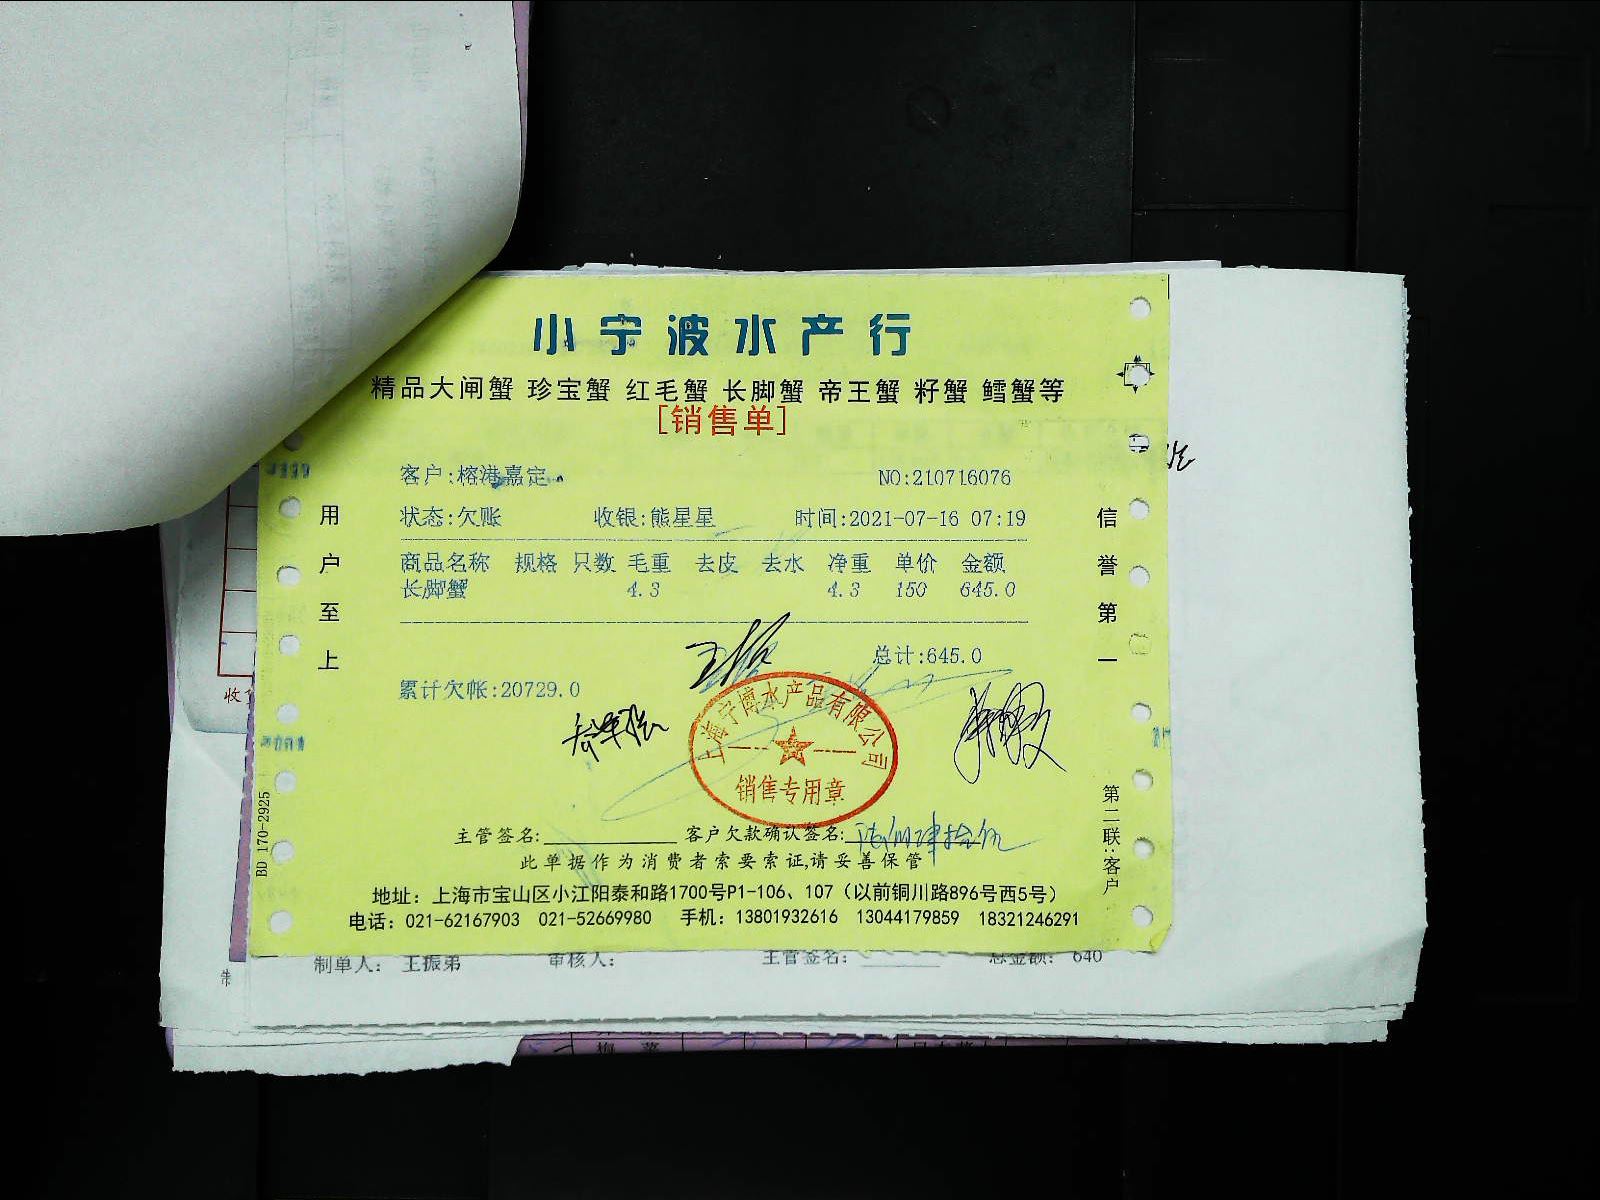 小宁波水产行
精品大闸蟹 珍宝蟹 红毛蟹 长脚蟹 帝王蟹 籽蟹 鳕蟹等
[销售单]
客户:榕港嘉定
NO:210716076
状态:欠账 收银:熊星星 时间:2021-07-16 07:19
商品名称 规格 只数 毛重 去皮 去水 净重 单价 金额
长脚蟹 4.3 4.3 150 645.0
总计:645.0
累计欠帐:20729.0
用户至上
信誉第一
上海宁博水产品有限公司
销售专用章
主管签名: 客户欠款确认签名:
此单据作为消费者索要索证,请妥善保管
地址：上海市宝山区小江阳泰和路1700号P1-106、107（以前铜川路896号西5号）
电话：021-62167903 021-52669980 手机：13801932616 13044179859 18321246291
BD 170-2925
第二联:客户
制单人： 王振弟 审核人： 主管签名： 总金额： 640
收